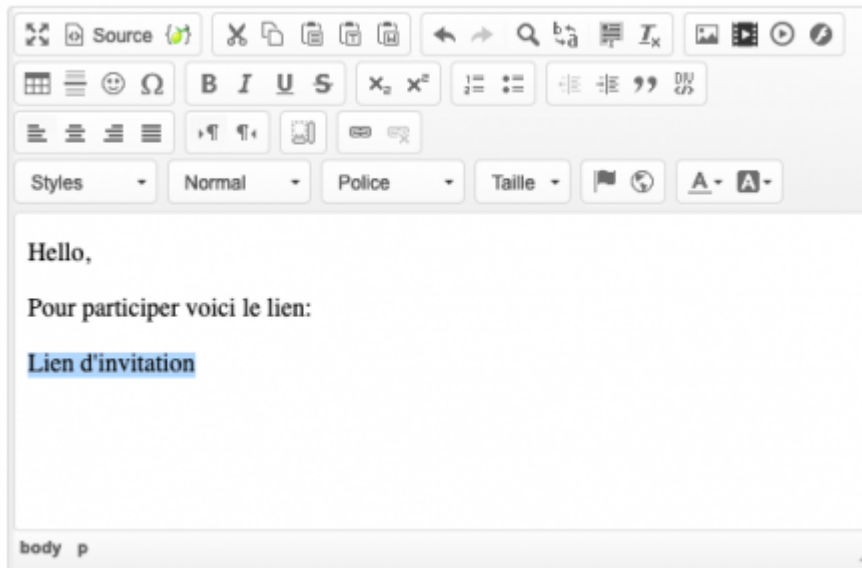 Source
B I U S
Styles Normal Police Taille A A
Hello,
Pour participer voici le lien:
Lien d'invitation
body p